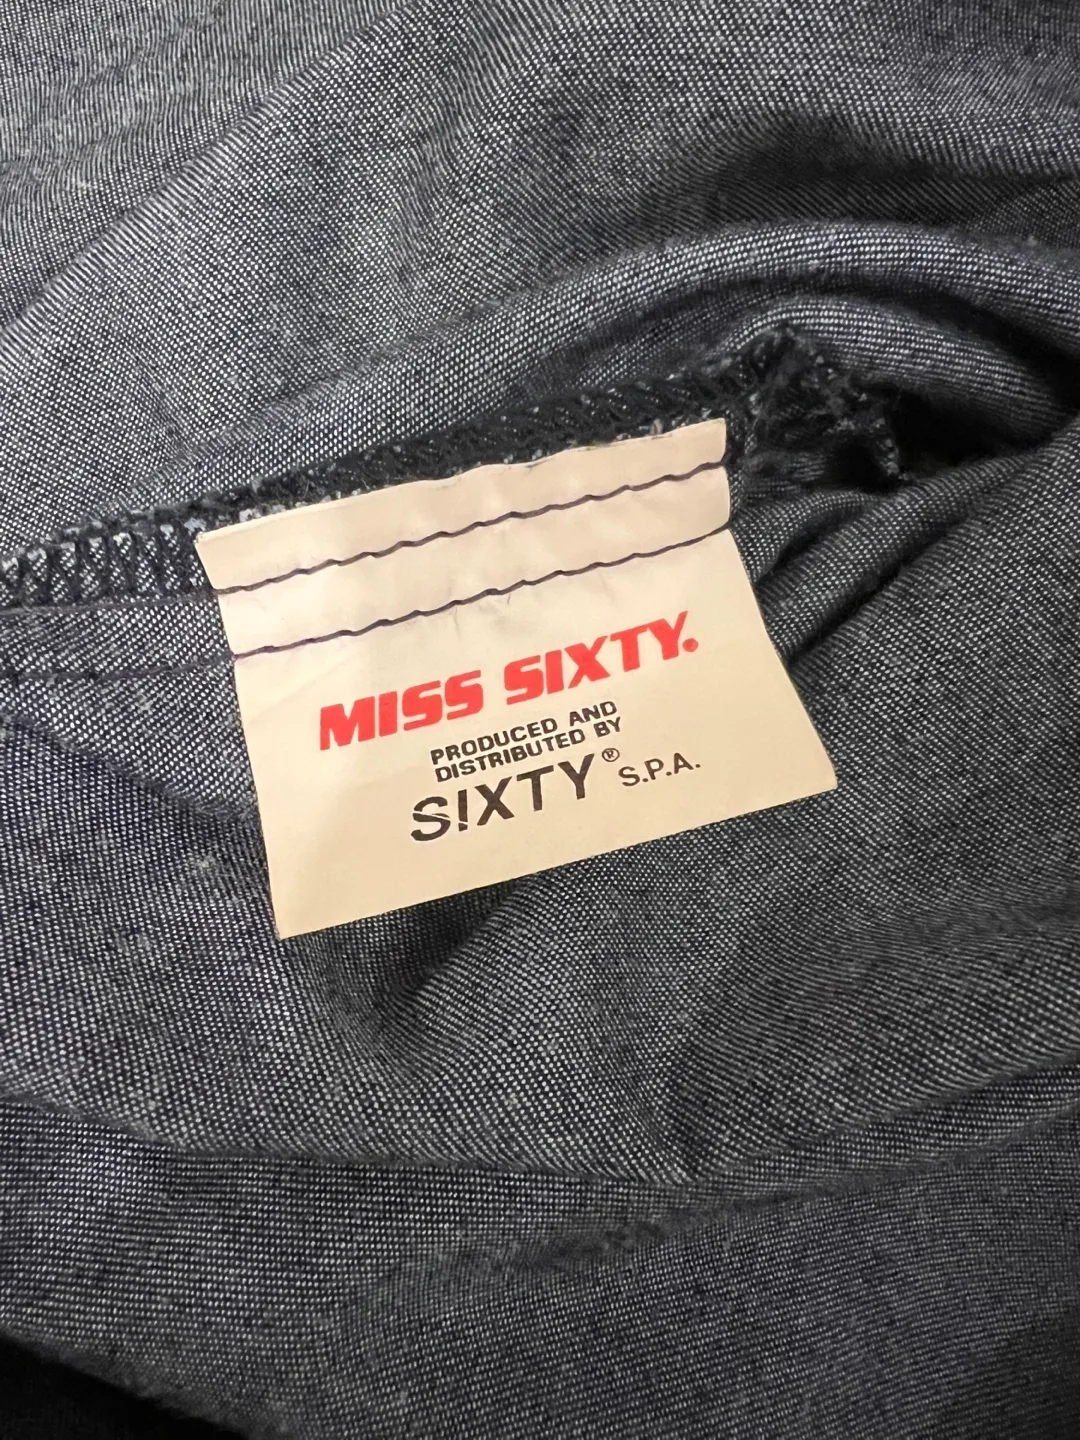 MISS SIXTY.
PRODUCED AND
DISTRIBUTED BY
SIXTY® S.P.A.